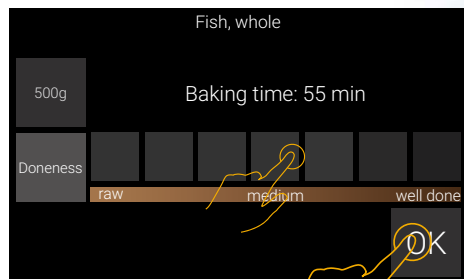 Fish, whole
500g
Baking time: 55 min
Doneness
raw medium well done
OK